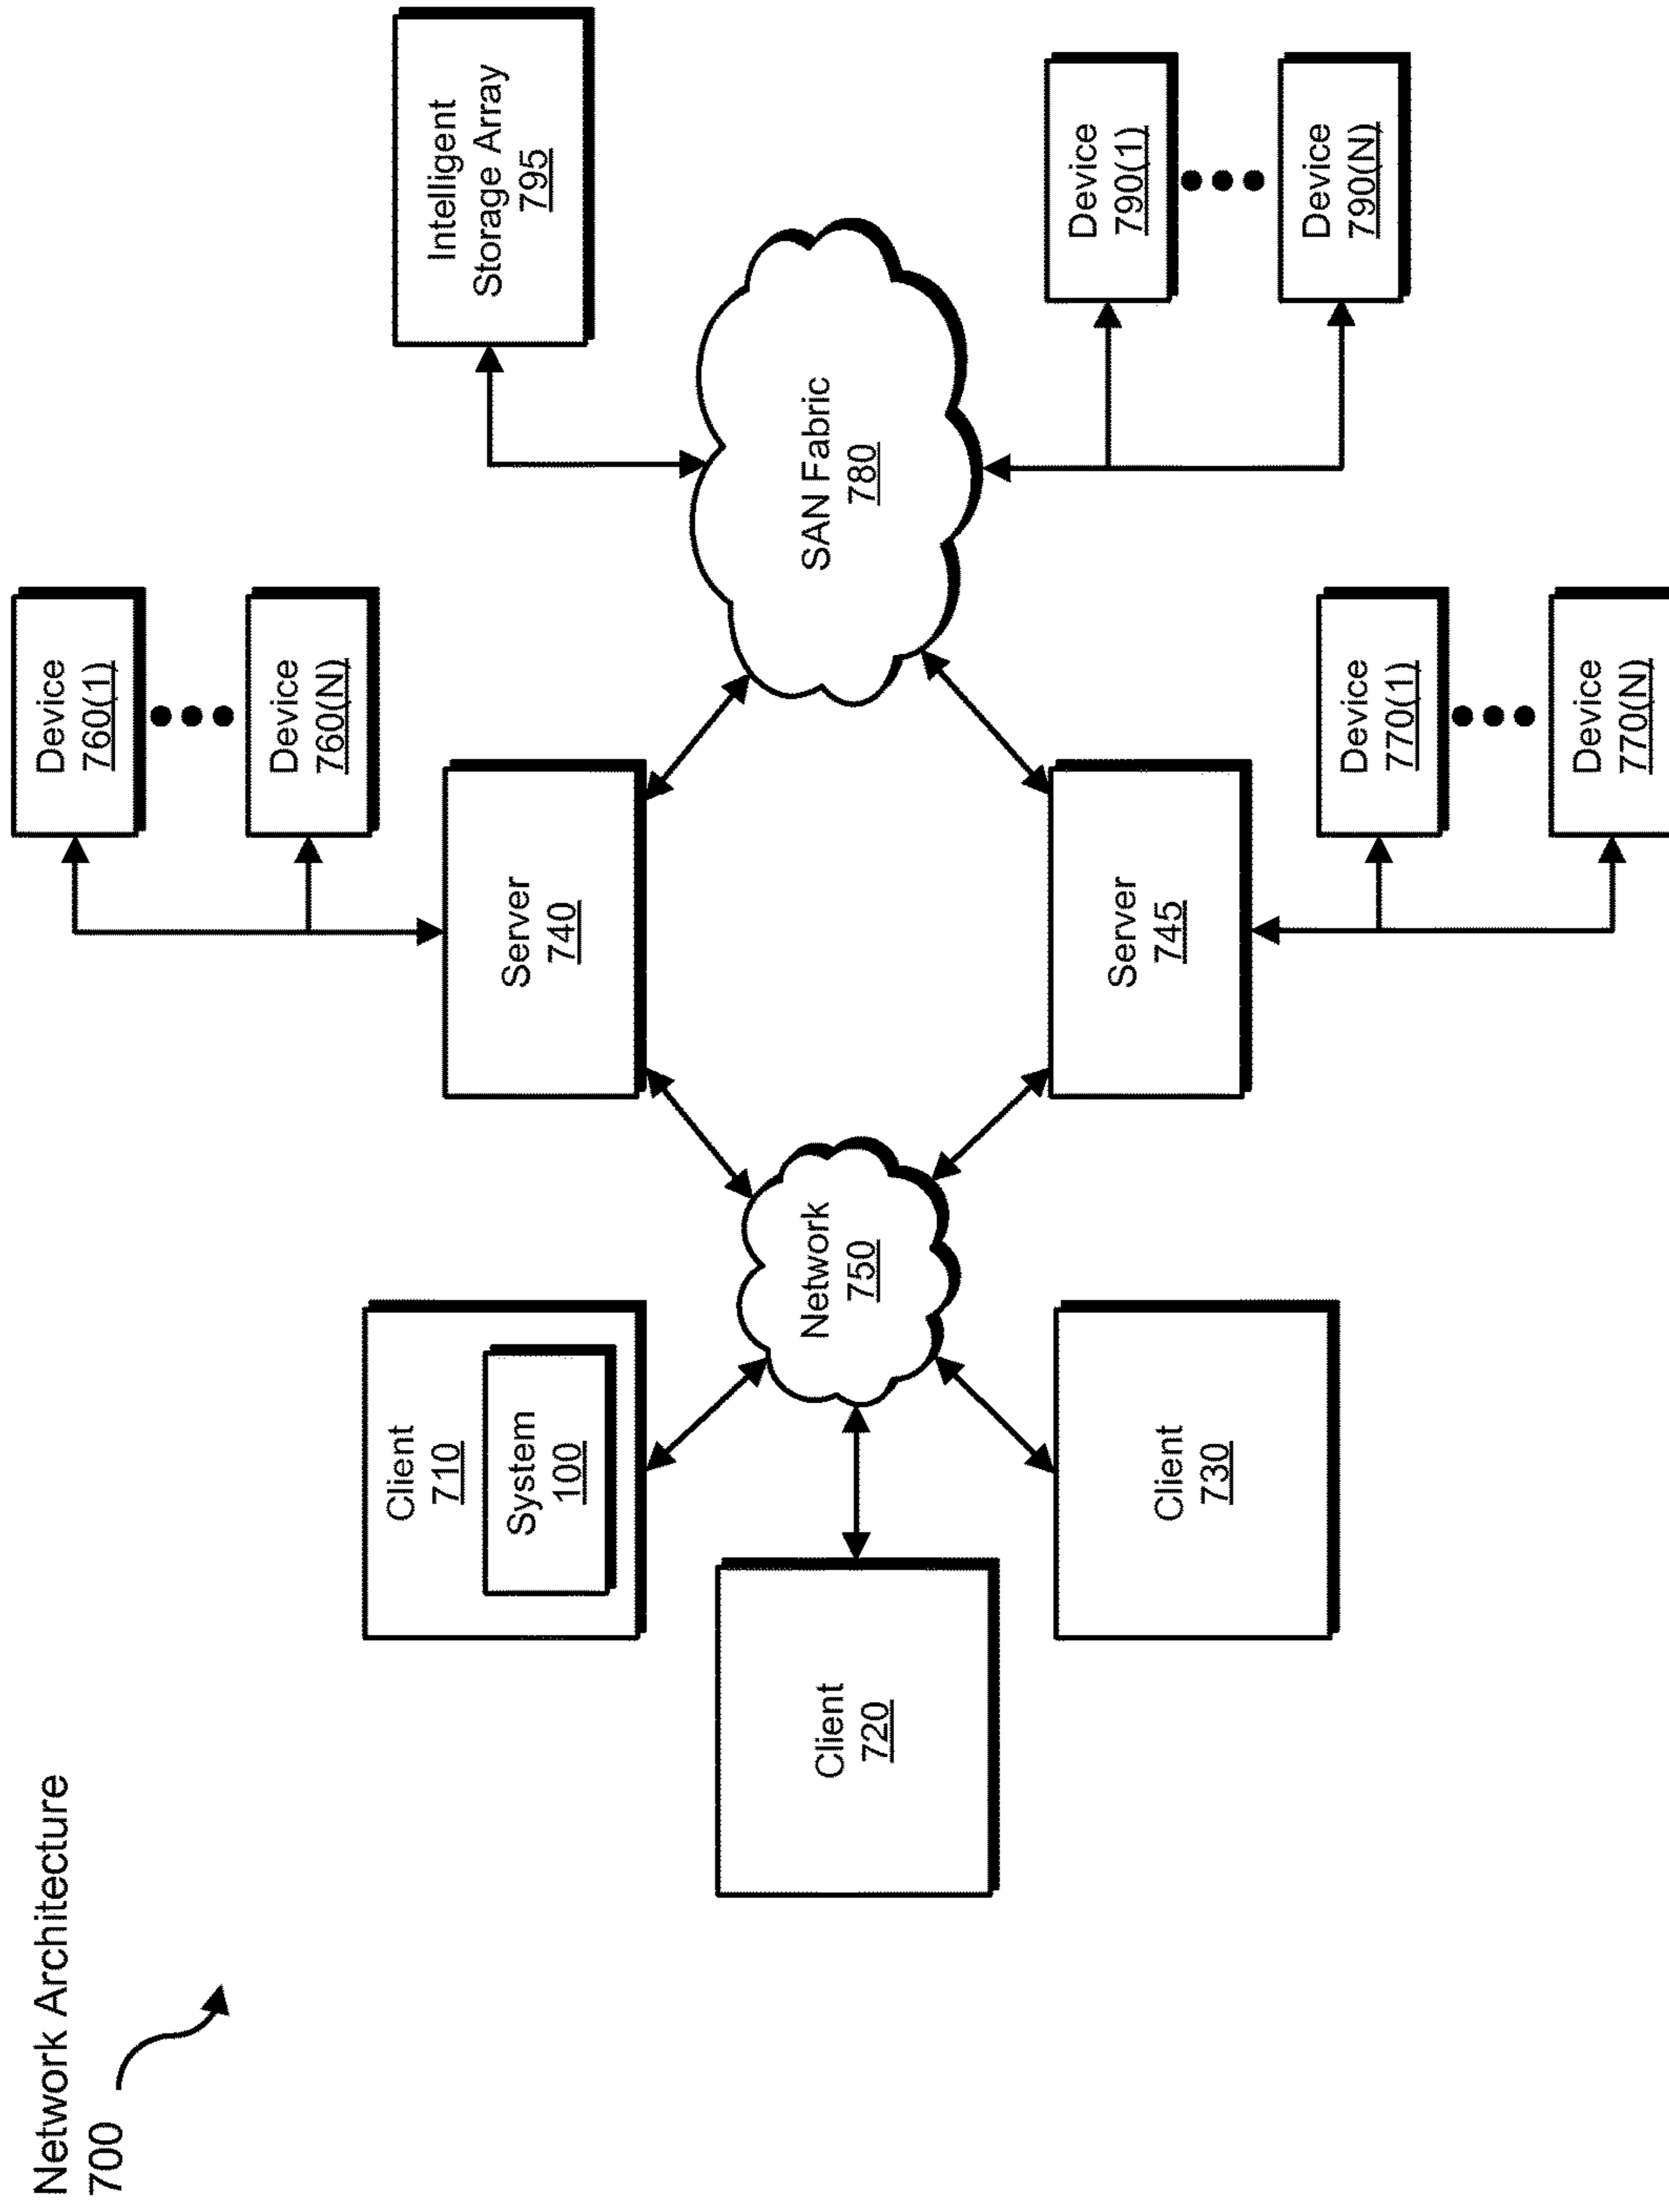 Network Architecture
700
Device
760(1)
Device
760(N)
Intelligent
Storage Array
795
Client
710
System
100
Server
740
Client
720
Network
750
SAN Fabric
780
Client
730
Server
745
Device
790(1)
Device
790(N)
Device
770(1)
Device
770(N)